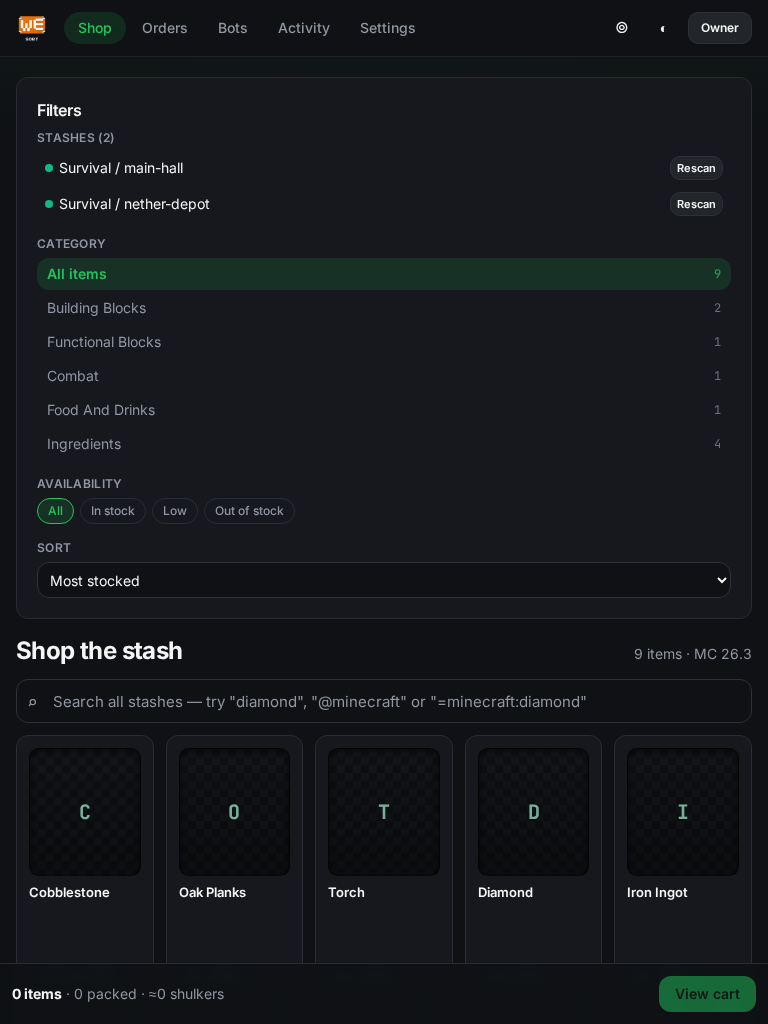 WE
SORT
Shop Orders Bots Activity Settings ◎ Owner
Filters
STASHES (2)
Survival / main-hall Rescan
Survival / nether-depot Rescan
CATEGORY
All items 9
Building Blocks 2
Functional Blocks 1
Combat 1
Food And Drinks 1
Ingredients 4
AVAILABILITY
All In stock Low Out of stock
SORT
Most stocked
Shop the stash 9 items · MC 26.3
Search all stashes — try "diamond", "@minecraft" or "=minecraft:diamond"
C O T D I
Cobblestone Oak Planks Torch Diamond Iron Ingot
0 items · 0 packed · ≈0 shulkers View cart